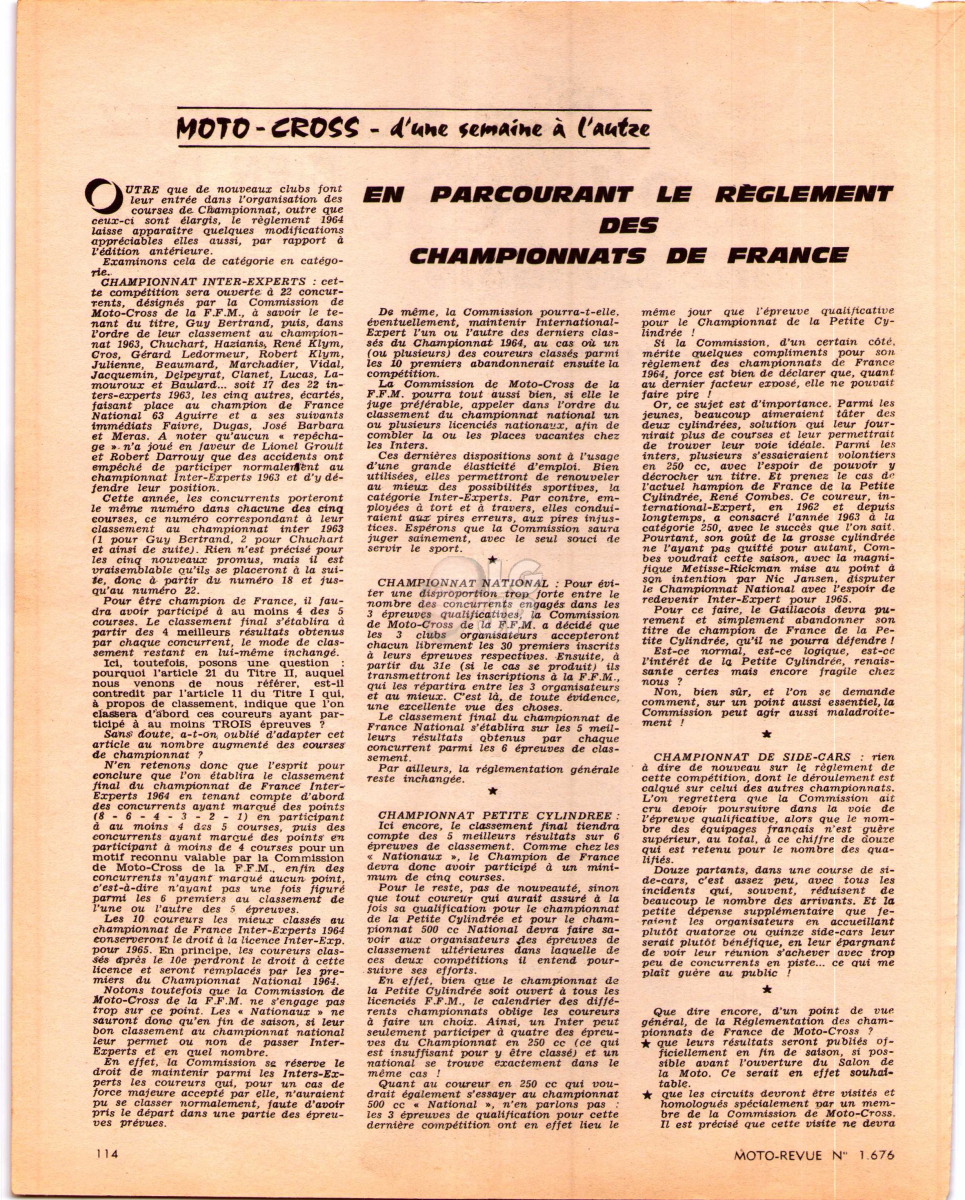 MOTO-CROSS - d'une semaine à l'autre
EN PARCOURANT LE RÈGLEMENT
DES
CHAMPIONNATS DE FRANCE
OUTRE que de nouveaux clubs font
leur entrée dans l'organisation des
courses de Championnat, outre que
ceux-ci sont élargis, le règlement 1964
laisse apparaître quelques modifications
appréciables elles aussi, par rapport à
l'édition antérieure.
Examinons cela de catégorie en catégo-
rie.
CHAMPIONNAT INTER-EXPERTS : cet-
te compétition sera ouverte à 22 concur-
rents, désignés par la Commission de
Moto-Cross de la F.F.M., à savoir le te-
nant du titre, Guy Bertrand, puis, dans
l'ordre de leur classement au champion-
nat 1963, Chuchart, Hazianis, René Klym,
Cros, Gérard Ledormeur, Robert Klym,
Julienne, Beaumard, Marchadier, Vidal,
Jacquemin, Delpeyrat, Clanet, Lucas, La-
mouroux et Baulard... soit 17 des 22 in-
ters-experts 1963, les cinq autres, écartés,
faisant place au champion de France
National 63 Aguirre et a ses suivants
immédiats Faivre, Dugas, José Barbara
et Meras. A noter qu'aucun « repêcha-
ge » n'a joué en faveur de Lionel Groult
et Robert Darrouy que des accidents ont
empêché de participer normalement au
championnat Inter-Experts 1963 et d'y dé-
fendre leur position.
Cette année, les concurrents porteront
le même numéro dans chacune des cinq
courses, ce numéro correspondant à leur
classement au championnat inter 1963
(1 pour Guy Bertrand, 2 pour Chuchart
et ainsi de suite). Rien n'est précisé pour
les cinq nouveaux promus, mais il est
vraisemblable qu'ils se placeront à la sui-
te, donc à partir du numéro 18 et jus-
qu'au numéro 22.
Pour être champion de France, il fau-
dra avoir participé à au moins 4 des 5
courses. Le classement final s'établira à
partir des 4 meilleurs résultats obtenus
par chaque concurrent, le mode de clas-
sement restant en lui-même inchangé.
Ici, toutefois, posons une question :
pourquoi l'article 21 du Titre II, auquel
nous venons de nous référer, est-il
contredit par l'article 11 du Titre I qui,
à propos de classement, indique que l'on
classera d'abord ces coureurs ayant par-
ticipé à au moins TROIS épreuves ?
Sans doute, a-t-on oublié d'adapter cet
article au nombre augmenté des courses
de championnat ?
N'en retenons donc que l'esprit pour
conclure que l'on établira le classement
final du championnat de France Inter-
Experts 1964 en tenant compte d'abord
des concurrents ayant marqué des points
(8 - 6 - 4 - 3 - 2 - 1) en participant
à au moins 4 des 5 courses, puis des
concurrents ayant marqué des points en
participant à moins de 4 courses pour un
motif reconnu valable par la Commission
de Moto-Cross de la F.F.M., enfin des
concurrents n'ayant marqué aucun point,
c'est-à-dire n'ayant pas une fois figuré
parmi les 6 premiers au classement de
l'une ou l'autre des 5 épreuves.
Les 10 coureurs les mieux classés au
championnat de France Inter-Experts 1964
conserveront le droit à la licence Inter-Exp.
pour 1965. En principe, les coureurs clas-
sés après le 10e perdront le droit à cette
licence et seront remplacés par les pre-
miers du Championnat National 1964.
Notons toutefois que la Commission de
Moto-Cross de la F.F.M. ne s'engage pas
trop sur ce point. Les « Nationaux » ne
sauront donc qu'en fin de saison, si leur
bon classement au championnat national
leur permet ou non de passer Inter-
Experts et en quel nombre.
En effet, la Commission se réserve le
droit de maintenir parmi les Inters-Ex-
perts les coureurs qui, pour un cas de
force majeure accepté par elle, n'auraient
pu se classer normalement, faute d'avoir
pris le départ dans une partie des épreu-
ves prévues.
De même, la Commission pourra-t-elle,
éventuellement, maintenir International-
Expert l'un ou l'autre des derniers clas-
sés du Championnat 1964, au cas où un
(ou plusieurs) des coureurs classés parmi
les 10 premiers abandonnerait ensuite la
compétition.
La Commission de Moto-Cross de la
F.F.M. pourra tout aussi bien, si elle le
juge préférable, appeler dans l'ordre du
classement du championnat national un
ou plusieurs licenciés nationaux, afin de
combler la ou les places vacantes chez
les Inters.
Ces dernières dispositions sont à l'usage
d'une grande élasticité d'emploi. Bien
utilisées, elles permettront de renouveler
au mieux des possibilités sportives, la
catégorie Inter-Experts. Par contre, em-
ployées à tort et à travers, elles condui-
raient aux pires erreurs, aux pires injus-
tices. Espérons que la Commission saura
juger sainement, avec le seul souci de
servir le sport.
★
CHAMPIONNAT NATIONAL : Pour évi-
ter une disproportion trop forte entre le
nombre des concurrents engagés dans les
3 épreuves qualificatives, la Commission
de Moto-Cross de la F.F.M. a décidé que
les 3 clubs organisateurs accepteront
chacun librement les 30 premiers inscrits
à leurs épreuves respectives. Ensuite, à
partir du 31e (si le cas se produit) ils
transmettront les inscriptions à la F.F.M.,
qui les répartira entre les 3 organisateurs
et au mieux. C'est là, de toute évidence,
une excellente vue des choses.
Le classement final du championnat de
France National s'établira sur les 5 meil-
leurs résultats obtenus par chaque
concurrent parmi les 6 épreuves de clas-
sement.
Par ailleurs, la réglementation générale
reste inchangée.
★
CHAMPIONNAT PETITE CYLINDREE :
Ici encore, le classement final tiendra
compte des 5 meilleurs résultats sur 6
épreuves de classement. Comme chez les
« Nationaux », le Champion de France
devra donc avoir participé à un mini-
mum de cinq courses.
Pour le reste, pas de nouveauté, sinon
que tout coureur qui aurait assuré à la
fois sa qualification pour le championnat
de la Petite Cylindrée et pour le cham-
pionnat 500 cc National devra faire sa-
voir aux organisateurs des épreuves de
classement ultérieures dans laquelle de
ces deux compétitions il entend pour-
suivre ses efforts.
En effet, bien que le championnat de
la Petite Cylindrée soit ouvert à tous les
licenciés F.F.M., le calendrier des diffé-
rents championnats oblige les coureurs
à faire un choix. Ainsi, un Inter peut
seulement participer à quatre des épreu-
ves du Championnat en 250 cc (ce qui
est insuffisant pour y être classé) et un
national se trouve exactement dans le
même cas !
Quant au coureur en 250 cc qui vou-
drait également s'essayer au championnat
500 cc « National », n'en parlons pas :
les 3 épreuves de qualification pour cette
dernière compétition ont en effet lieu le
même jour que l'épreuve qualificative
pour le Championnat de la Petite Cy-
lindrée !
Si la Commission, d'un certain côté,
mérite quelques compliments pour son
règlement des championnats de France
1964, force est bien de déclarer que, quant
au dernier facteur exposé, elle ne pouvait
faire pire !
Or, ce sujet est d'importance. Parmi les
jeunes, beaucoup aimeraient tâter des
deux cylindrées, solution qui leur four-
nirait plus de courses et leur permettrait
de trouver leur voie idéale. Parmi les
inters, plusieurs s'essaieraient volontiers
en 250 cc, avec l'espoir de pouvoir y
décrocher un titre. Et prenez le cas de
l'actuel hampion de France de la Petite
Cylindrée, René Combes. Ce coureur, in-
ternational-Expert, en 1962 et depuis
longtemps, a consacré l'année 1963 à la
catégorie 250, avec le succès que l'on sait.
Pourtant, son goût de la grosse cylindrée
ne l'ayant pas quitté pour autant, Com-
bes voudrait cette saison, avec la magni-
fique Metisse-Rickman mise au point à
son intention par Nic Jansen, disputer
le Championnat National avec l'espoir de
redevenir Inter-Expert pour 1965.
Pour ce faire, le Gaillacois devra pu-
rement et simplement abandonner son
titre de champion de France de la Pe-
tite Cylindrée, qu'il ne pourra défendre !
Est-ce normal, est-ce logique, est-ce
l'intérêt de la Petite Cylindrée, renais-
sante certes mais encore fragile chez
nous ?
Non, bien sûr, et l'on se demande
comment, sur un point aussi essentiel, la
Commission peut agir aussi maladroite-
ment !
★
CHAMPIONNAT DE SIDE-CARS : rien
à dire de nouveau sur le règlement de
cette compétition, dont le déroulement est
calqué sur celui des autres championnats.
L'on regrettera que la Commission ait
cru devoir poursuivre dans la voie de
l'épreuve qualificative, alors que le nom-
bre des équipages français n'est guère
supérieur, au total, à ce chiffre de douze
qui est retenu pour le nombre des qua-
lifiés.
Douze partants, dans une course de si-
de-cars, c'est assez peu, avec tous les
incidents qui, souvent, réduisent de
beaucoup le nombre des arrivants. Et la
petite dépense supplémentaire que fe-
raient les organisateurs en accueillant
plutôt quatorze ou quinze side-cars leur
serait plutôt bénéfique, en leur épargnant
de voir leur réunion s'achever avec trop
peu de concurrents en piste... ce qui me
plaît guère au public !
★
Que dire encore, d'un point de vue
général, de la Réglementation des cham-
pionnats de France de Moto-Cross ?
★ que leurs résultats seront publiés of-
ficiellement en fin de saison, si pos-
sible avant l'ouverture du Salon de
la Moto. Ce serait en effet souhai-
table.
★ que les circuits devront être visités et
homologués spécialement par un mem-
bre de la Commission de Moto-Cross.
Il est précisé que cette visite ne devra
114
MOTO-REVUE N° 1.676